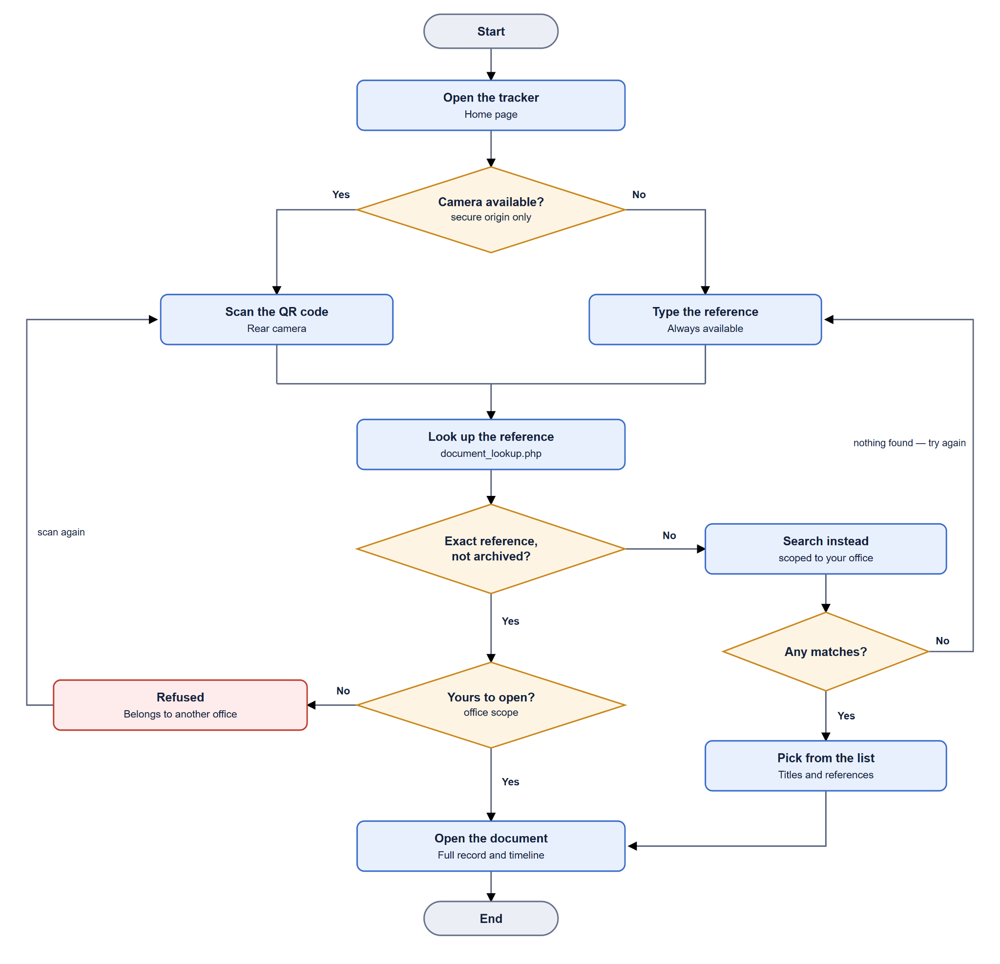 Start
Open the tracker
Home page
Yes
No
Camera available?
secure origin only
Scan the QR code
Rear camera
Type the reference
Always available
Look up the reference
document_lookup.php
nothing found — try again
scan again
Exact reference,
not archived?
No
Search instead
scoped to your office
Yes
Any matches?
No
Refused
Belongs to another office
No
Yours to open?
office scope
Yes
Pick from the list
Titles and references
Yes
Open the document
Full record and timeline
End